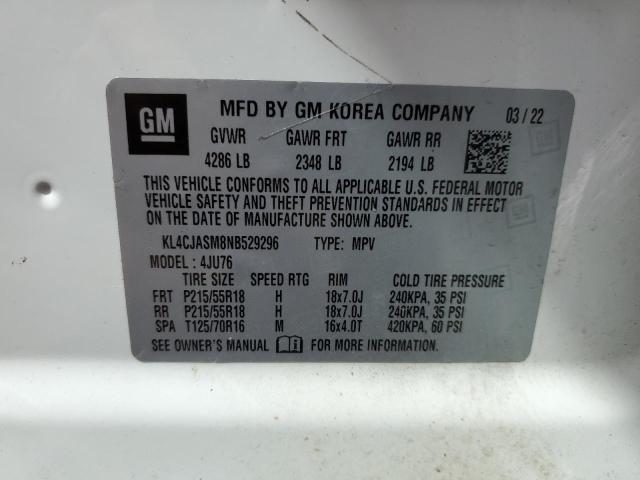 GM MFD BY GM KOREA COMPANY 03 / 22
GVWR GAWR FRT GAWR RR
4286 LB 2348 LB 2194 LB
THIS VEHICLE CONFORMS TO ALL APPLICABLE U.S. FEDERAL MOTOR
VEHICLE SAFETY AND THEFT PREVENTION STANDARDS IN EFFECT
ON THE DATE OF MANUFACTURE SHOWN ABOVE.
KL4CJASM8NB529296 TYPE: MPV
MODEL : 4JU76
TIRE SIZE SPEED RTG RIM COLD TIRE PRESSURE
FRT P215/55R18 H 18x7.0J 240KPA, 35 PSI
RR P215/55R18 H 18x7.0J 240KPA, 35 PSI
SPA T125/70R16 M 16x4.0T 420KPA, 60 PSI
SEE OWNER'S MANUAL FOR MORE INFORMATION.